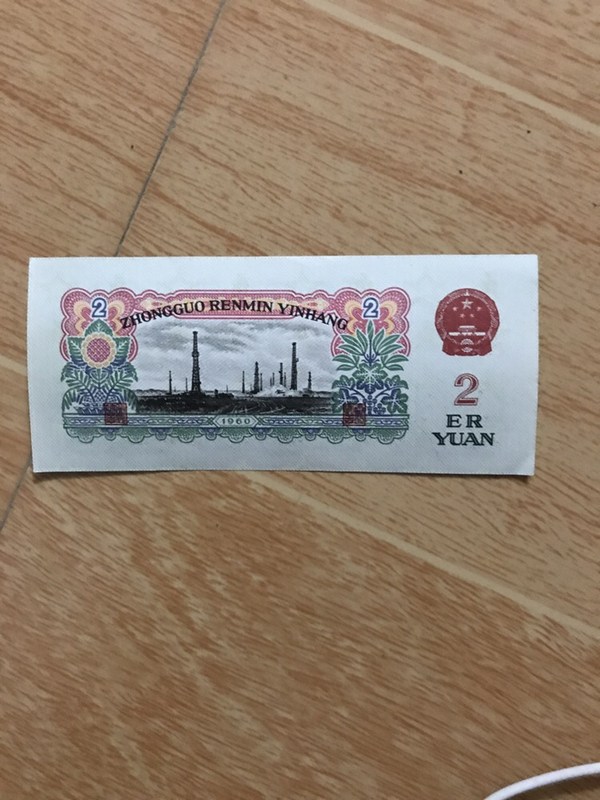 2
ZHONGGUO RENMIN YINHANG
2
1960
2
ER
YUAN